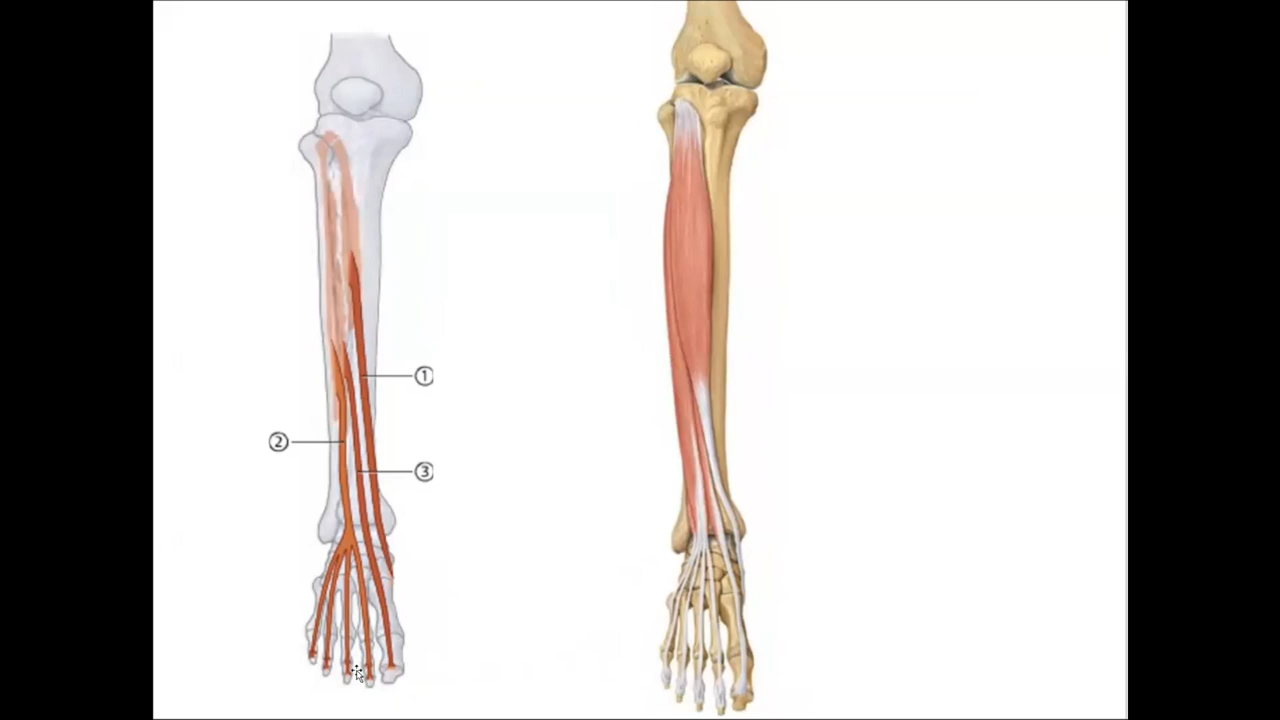 ①
②
③